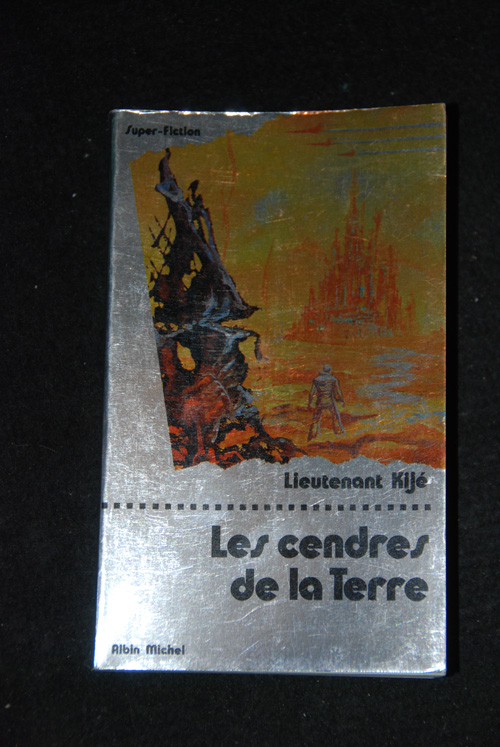 Super-Fiction
Lieutenant Kijé
Les cendres
de la Terre
Albin Michel